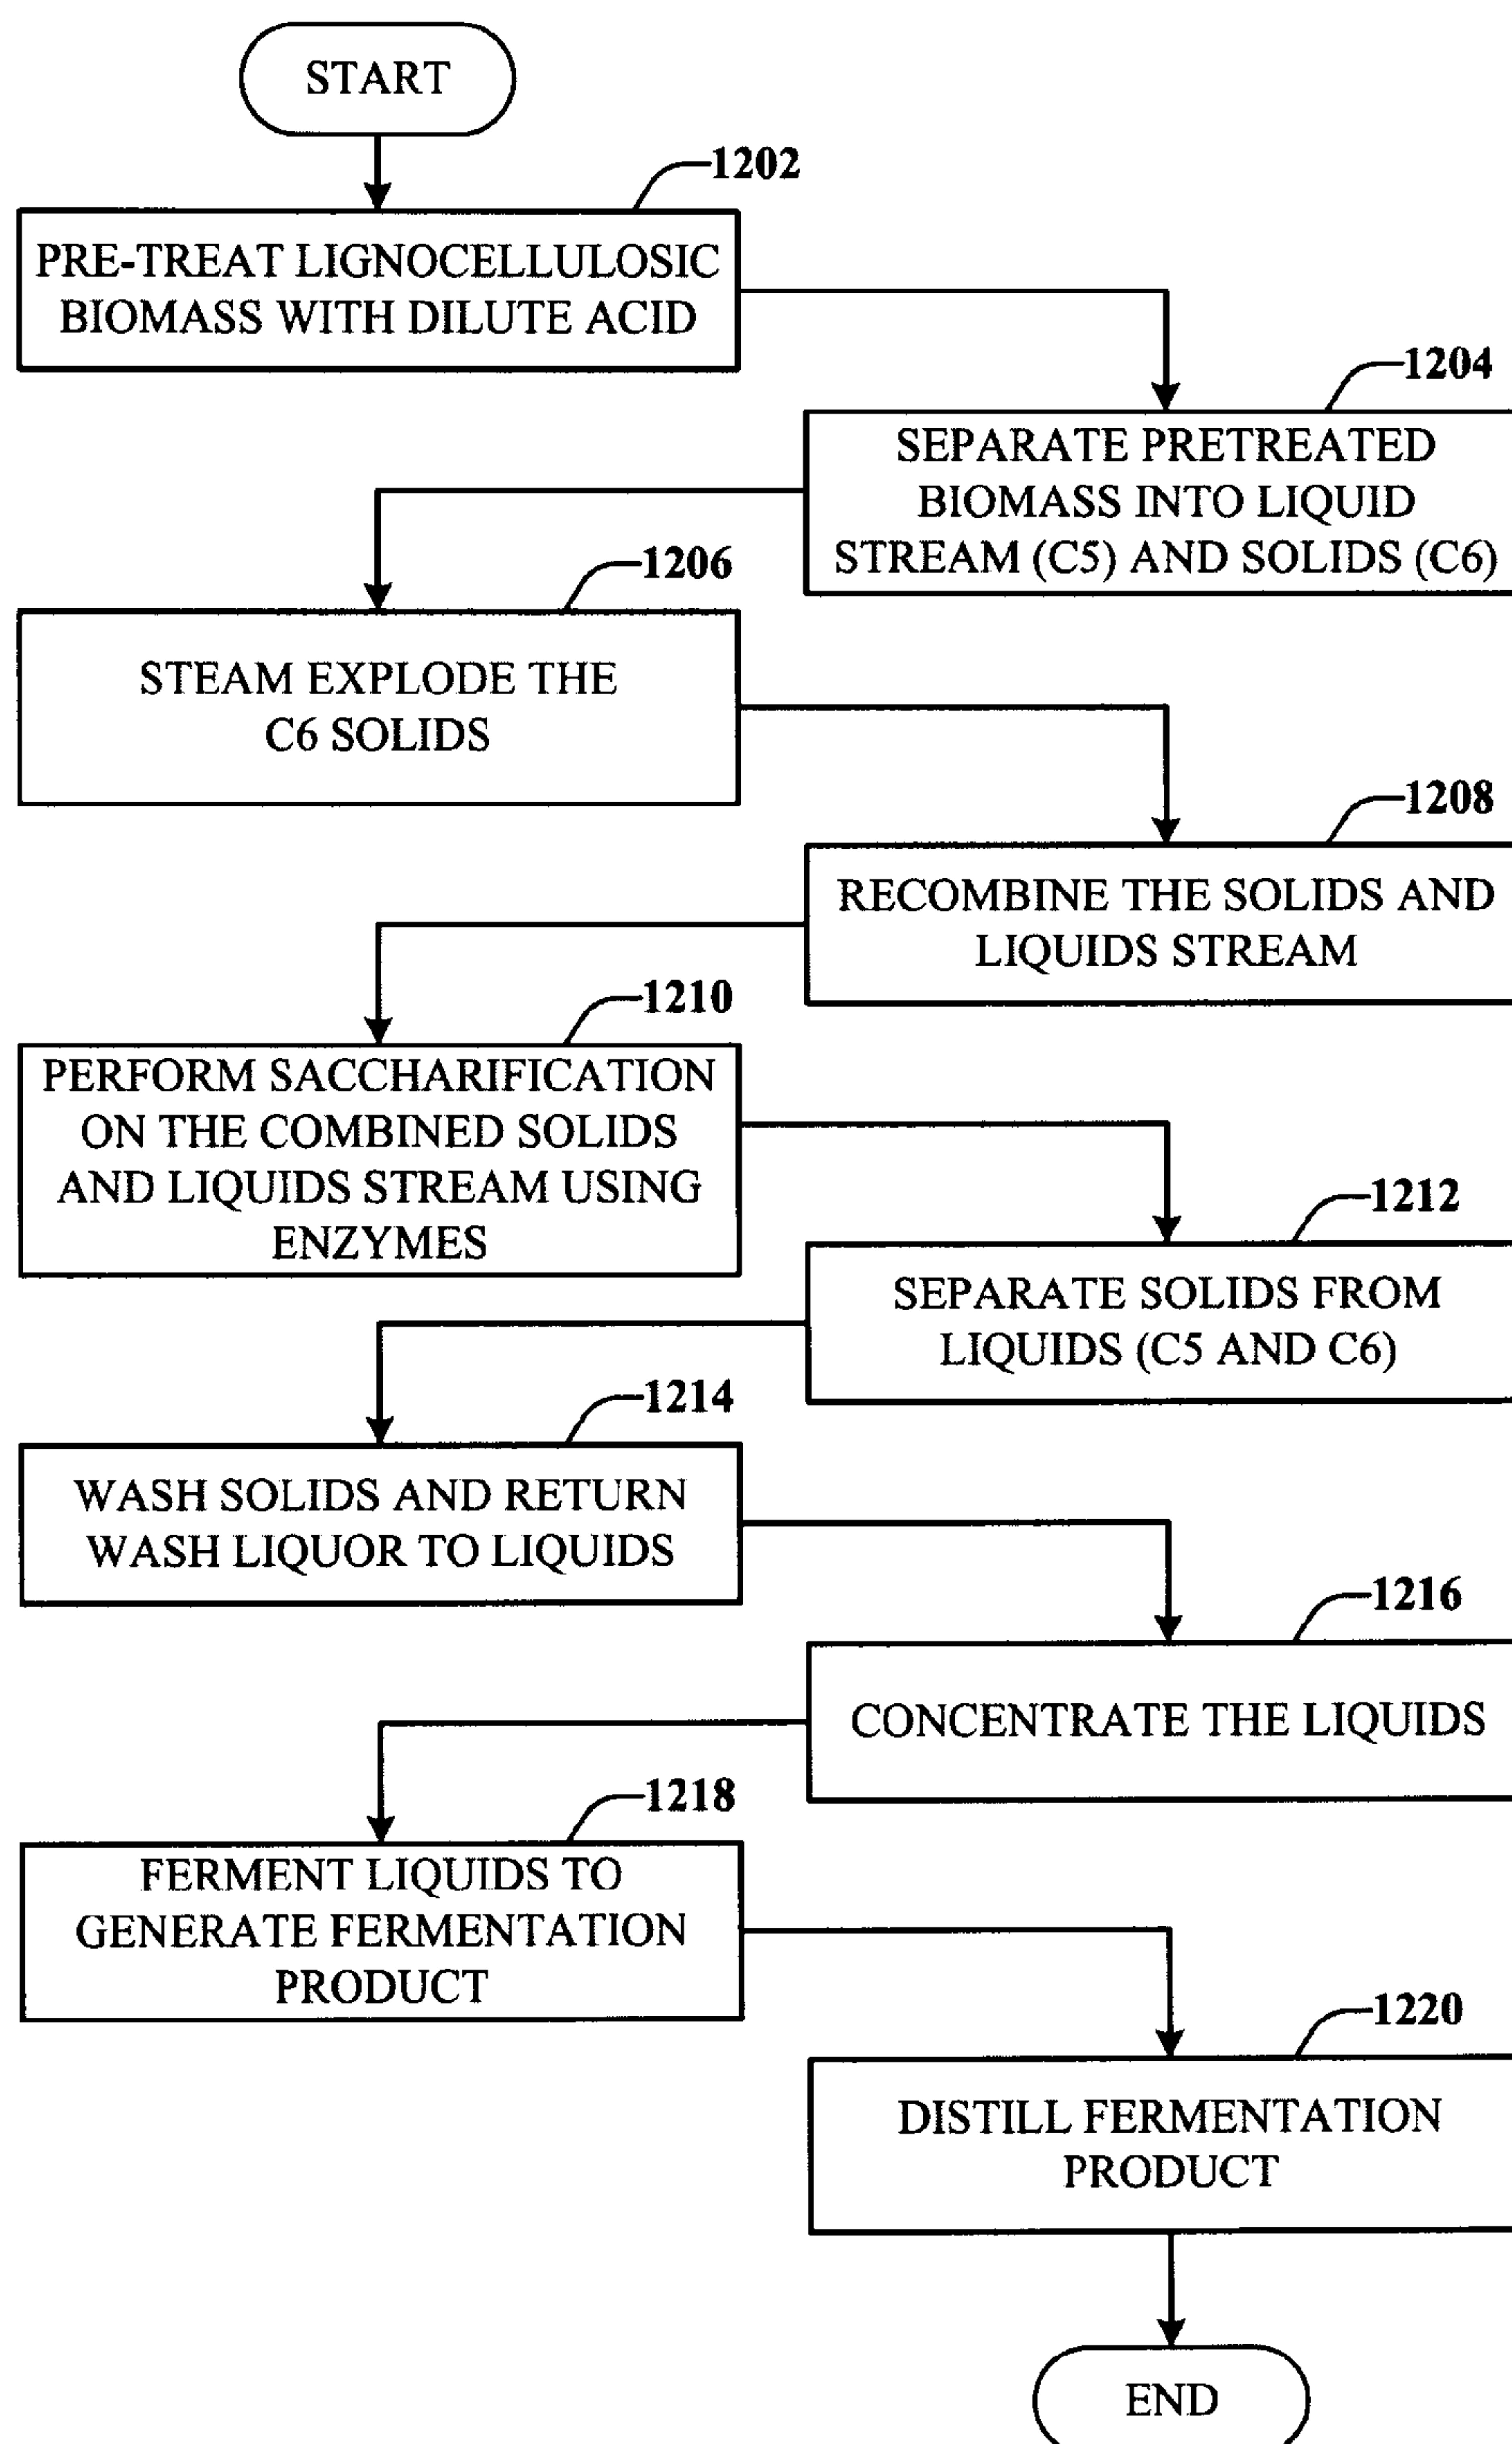 START
1202
PRE-TREAT LIGNOCELLULOSIC
BIOMASS WITH DILUTE ACID
1204
SEPARATE PRETREATED
BIOMASS INTO LIQUID
STREAM (C5) AND SOLIDS (C6)
1206
STEAM EXPLODE THE
C6 SOLIDS
1208
RECOMBINE THE SOLIDS AND
LIQUIDS STREAM
1210
PERFORM SACCHARIFICATION
ON THE COMBINED SOLIDS
AND LIQUIDS STREAM USING
ENZYMES
1212
SEPARATE SOLIDS FROM
LIQUIDS (C5 AND C6)
1214
WASH SOLIDS AND RETURN
WASH LIQUOR TO LIQUIDS
1216
CONCENTRATE THE LIQUIDS
1218
FERMENT LIQUIDS TO
GENERATE FERMENTATION
PRODUCT
1220
DISTILL FERMENTATION
PRODUCT
END